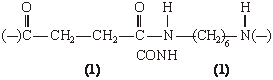 O O H H
(–)C–CH₂–CH₂–C–N–(CH₂)₆–N(–)
CONH
(1) (1)